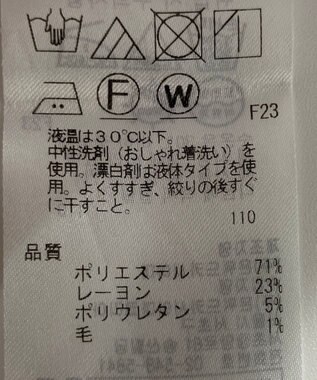 F W
F23
液温は30℃以下。
中性洗剤（おしゃれ着洗い）を
使用。漂白剤は液体タイプを使
用。よくすすぎ、絞りの後すぐ
に干すこと。
110
品質
ポリエステル 71%
レーヨン 23%
ポリウレタン 5%
毛 1%